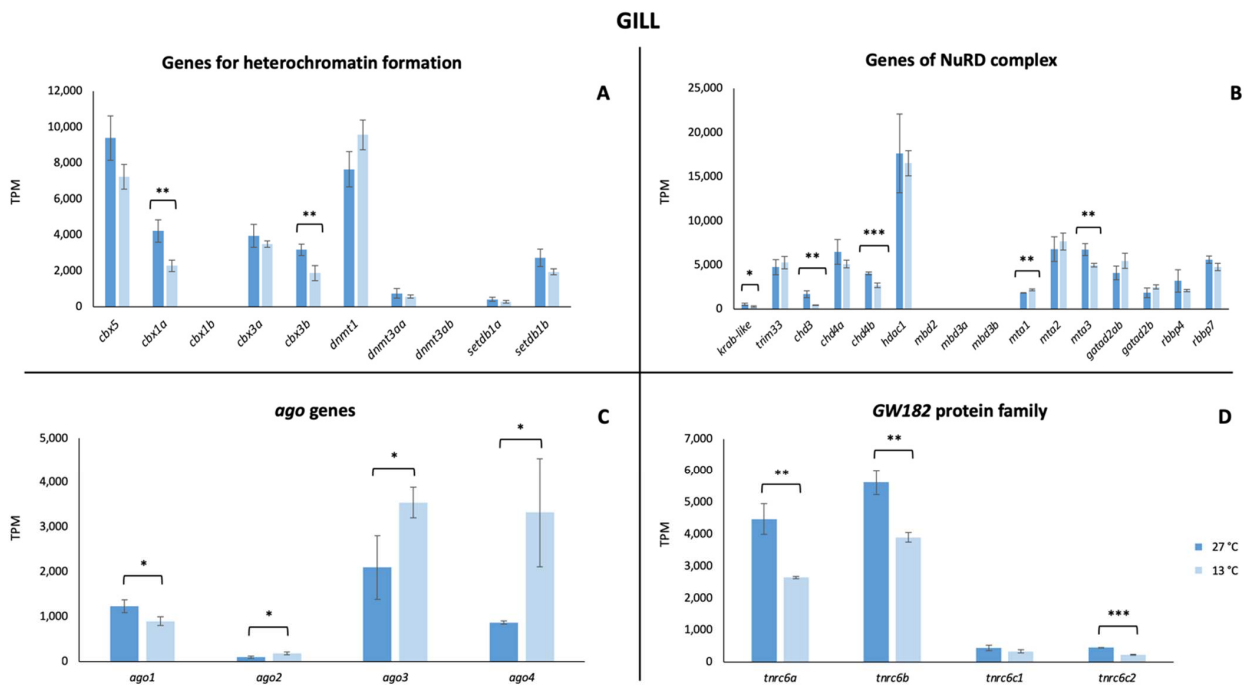 GILL
Genes for heterochromatin formation
A
TPM
12,000
10,000
8,000
6,000
4,000
2,000
0
**
**
cbx5
cbx1a
cbx1b
cbx3a
cbx3b
dnmt1
dnmt3aa
dnmt3ab
setdb1a
setdb1b
Genes of NuRD complex
B
TPM
25,000
20,000
15,000
10,000
5,000
0
*
**
***
**
**
krab-like
trim33
chd3
chd4a
chd4b
hdac1
mbd2
mbd3a
mbd3b
mta1
mta2
mta3
gatad2ab
gatad2b
rbbp4
rbbp7
ago genes
C
TPM
5,000
4,000
3,000
2,000
1,000
0
*
*
*
*
ago1
ago2
ago3
ago4
GW182 protein family
D
TPM
7,000
6,000
5,000
4,000
3,000
2,000
1,000
0
**
**
***
tnrc6a
tnrc6b
tnrc6c1
tnrc6c2
27 °C
13 °C